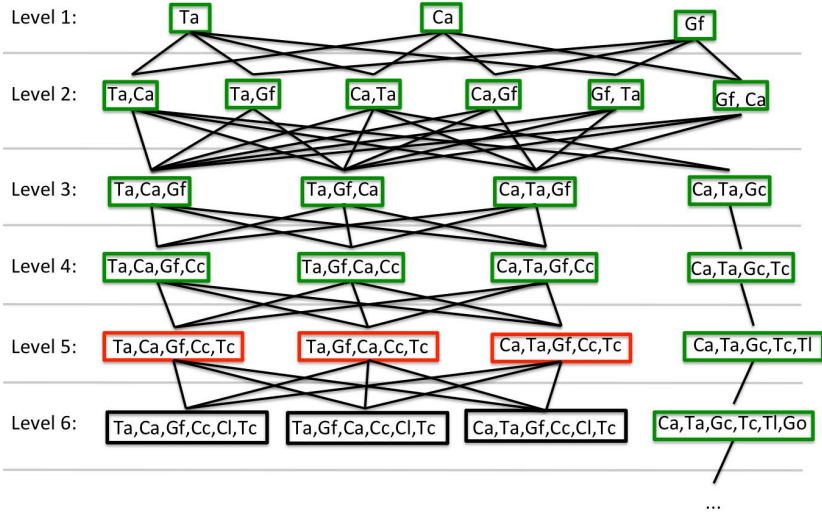 Level 1: Ta Ca Gf
Level 2: Ta,Ca Ta,Gf Ca,Ta Ca,Gf Gf, Ta Gf, Ca
Level 3: Ta,Ca,Gf Ta,Gf,Ca Ca,Ta,Gf Ca,Ta,Gc
Level 4: Ta,Ca,Gf,Cc Ta,Gf,Ca,Cc Ca,Ta,Gf,Cc Ca,Ta,Gc,Tc
Level 5: Ta,Ca,Gf,Cc,Tc Ta,Gf,Ca,Cc,Tc Ca,Ta,Gf,Cc,Tc Ca,Ta,Gc,Tc,Tl
Level 6: Ta,Ca,Gf,Cc,Cl,Tc Ta,Gf,Ca,Cc,Cl,Tc Ca,Ta,Gf,Cc,Cl,Tc Ca,Ta,Gc,Tc,Tl,Go
...